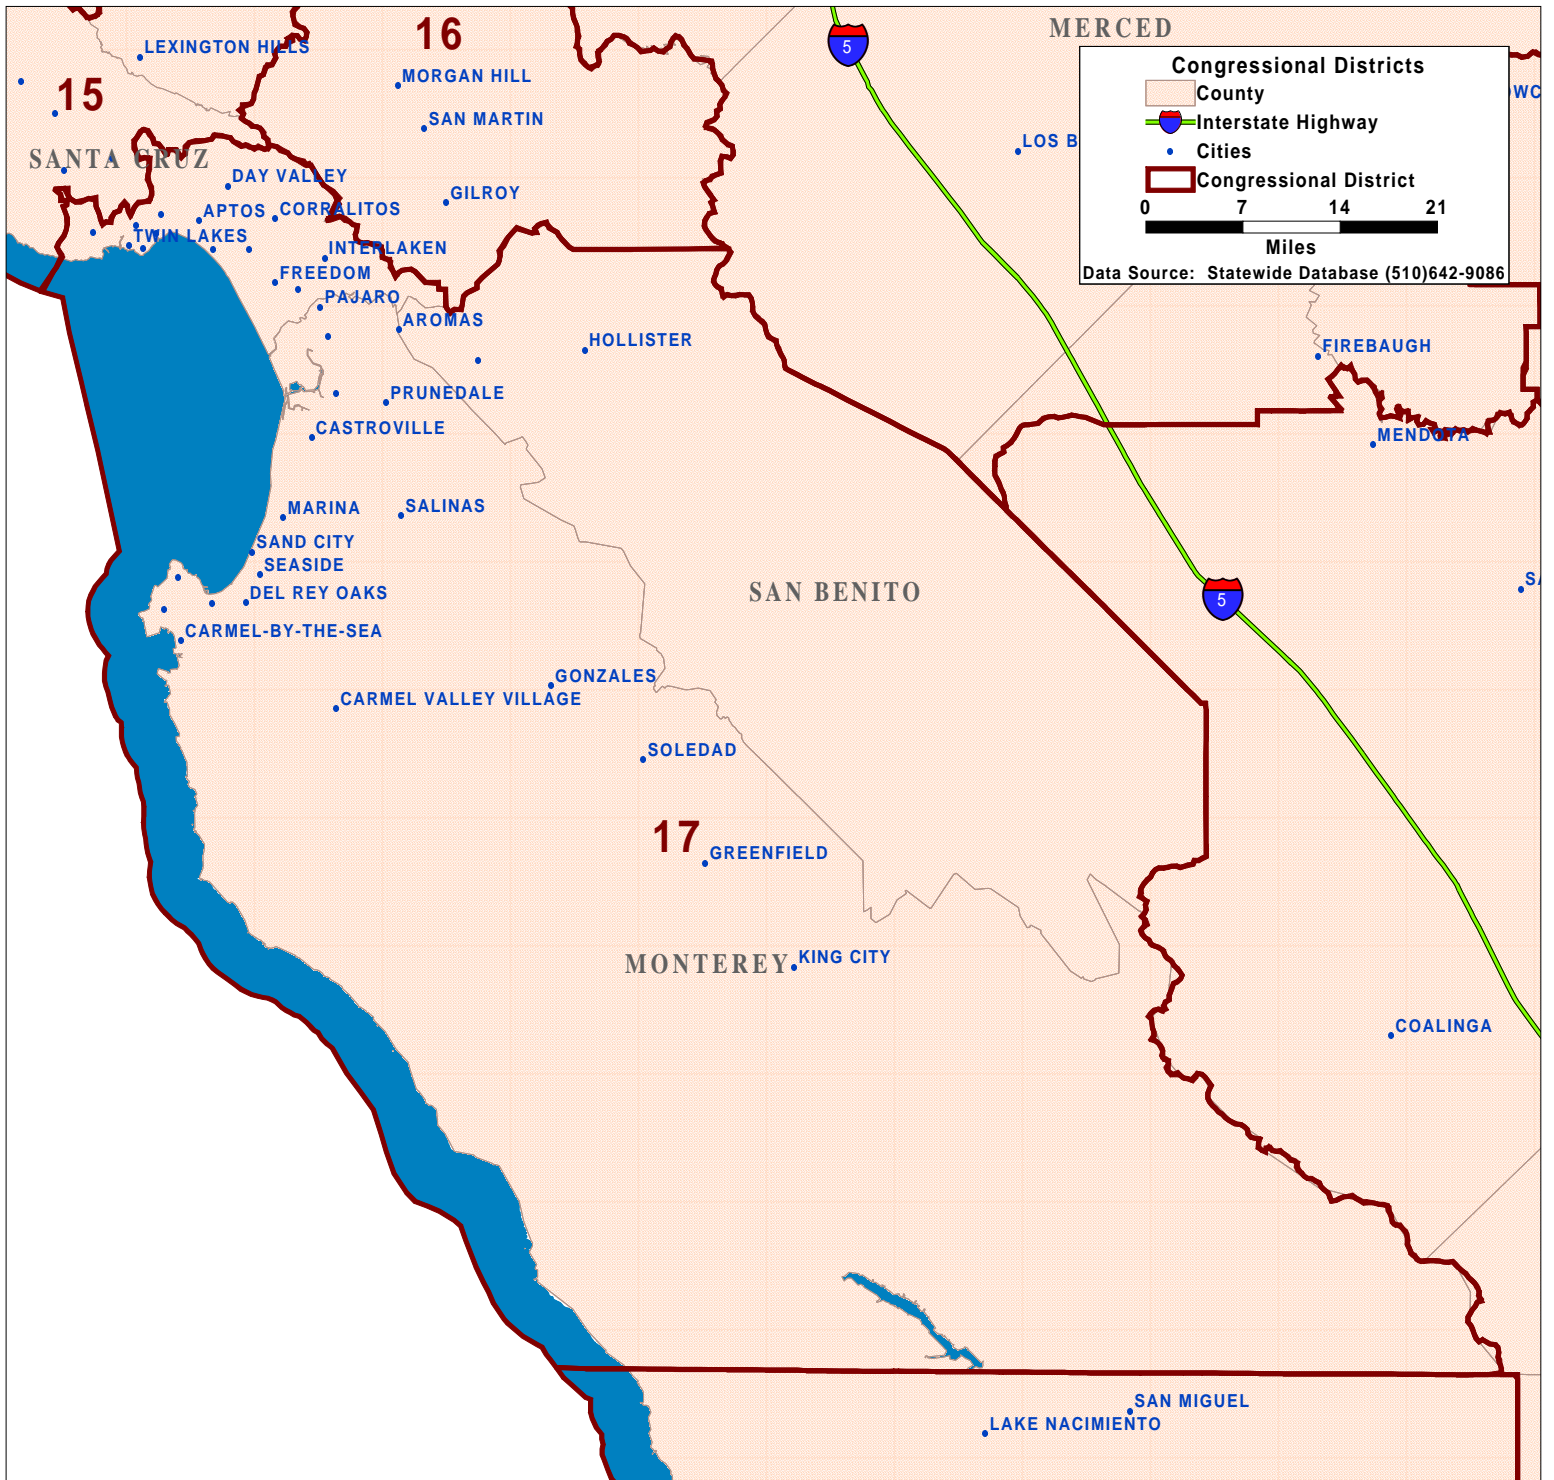 16
MERCED
LEXINGTON HILLS
5
Congressional Districts
MORGAN HILL
15
County
SAN MARTIN
Interstate Highway
LOS B
SANTA CRUZ
Cities
DAY VALLEY
Congressional District
GILROY
APTOS
CORRALITOS
0 7 14 21
TWIN LAKES
INTERLAKEN
Miles
FREEDOM
Data Source: Statewide Database (510)642-9086
PAJARO
AROMAS
HOLLISTER
FIREBAUGH
PRUNEDALE
CASTROVILLE
MENDOTA
MARINA
SALINAS
SAND CITY
SEASIDE
DEL REY OAKS
SAN BENITO
5
CARMEL-BY-THE-SEA
GONZALES
CARMEL VALLEY VILLAGE
SOLEDAD
17
GREENFIELD
MONTEREY
KING CITY
COALINGA
SAN MIGUEL
LAKE NACIMIENTO